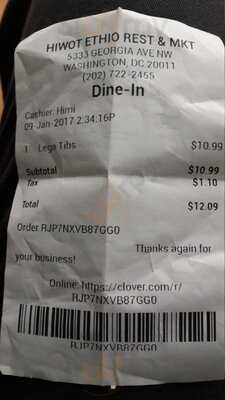 HIWOT ETHIO REST & MKT
5333 GEORGIA AVE NW
WASHINGTON, DC 20011
(202) 722-2455
Dine-In
Cashier: Himi
09-Jan-2017 2:34:16P
1 Lega Tibs $10.99
Subtotal $10.99
Tax $1.10
Total $12.09
Order RJP7NXVB87GG0
Thanks again for
your business!
Online: https://clover.com/r/
RJP7NXVB87GG0
RJP7NXVB87GG0